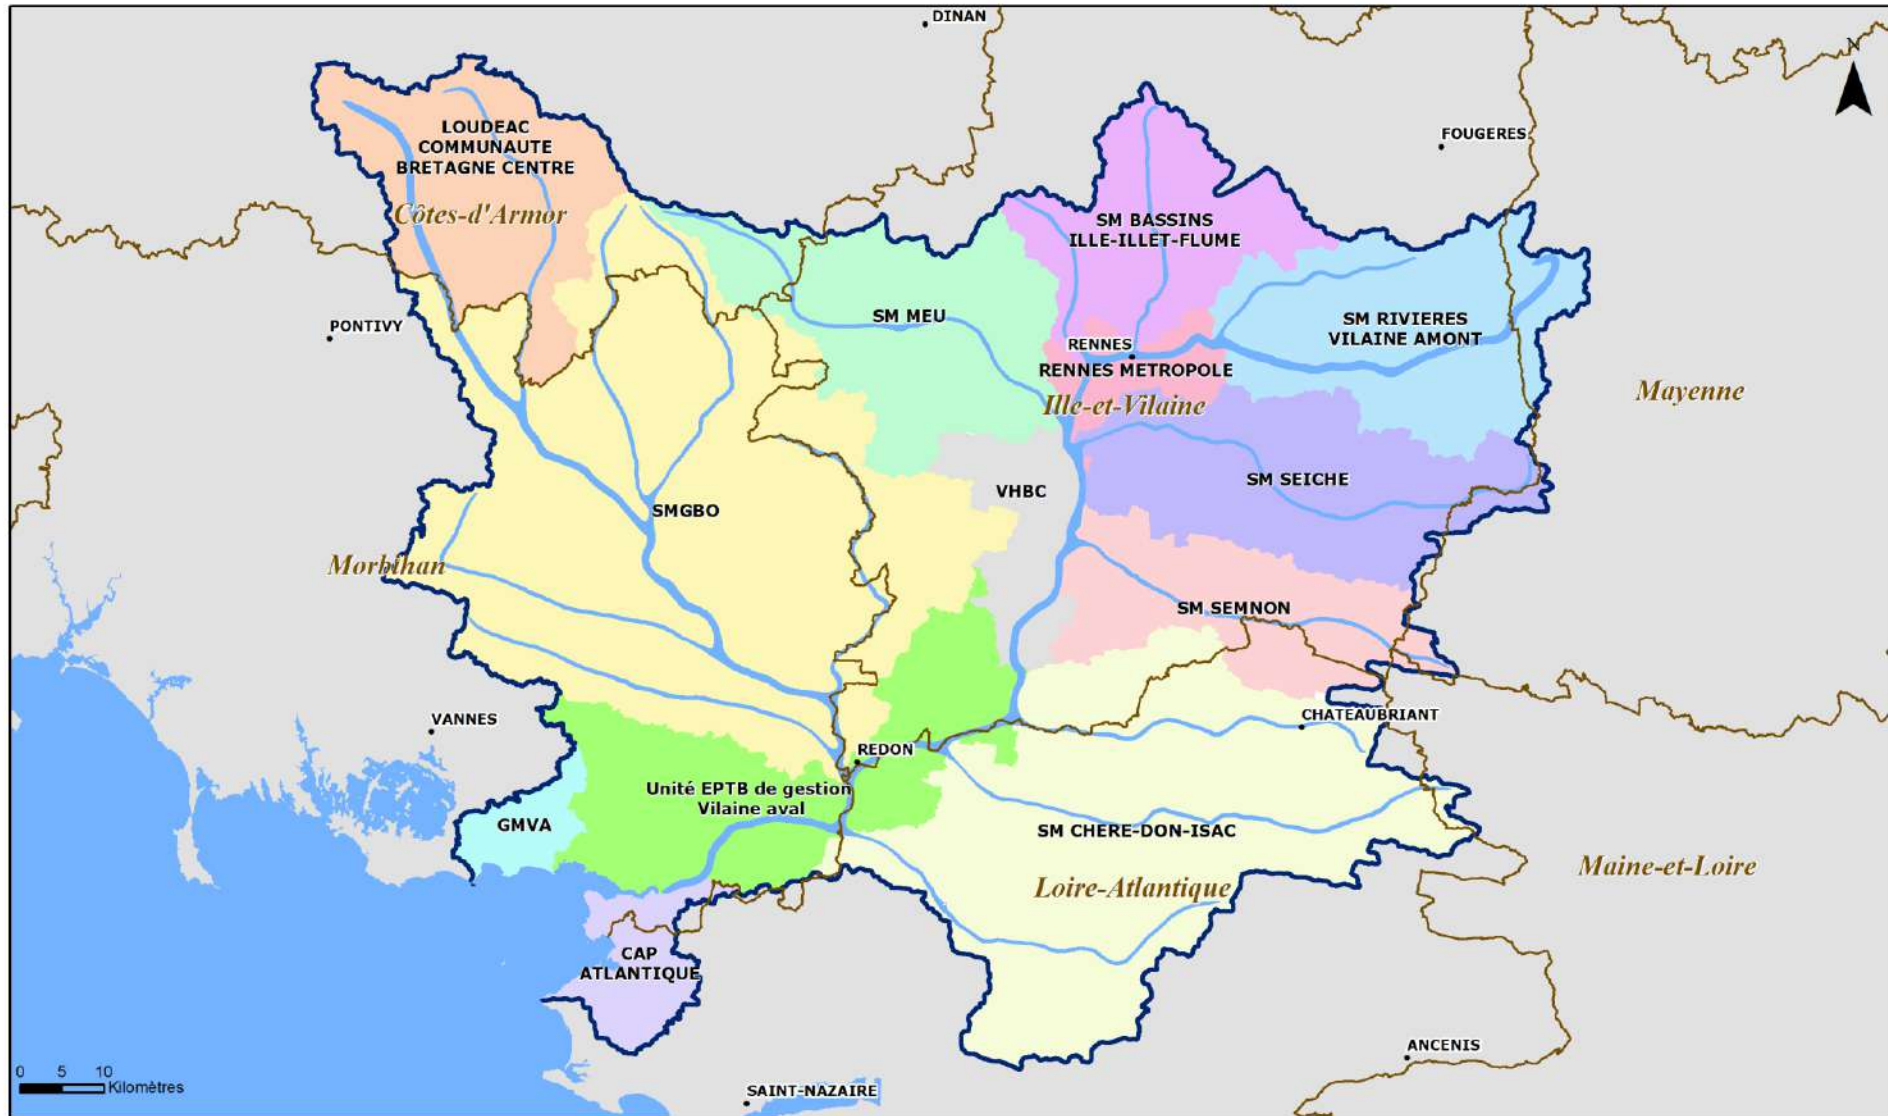 DINAN
N
LOUDEAC
COMMUNAUTE
BRETAGNE CENTRE
FOUGERES
Côtes-d'Armor
SM BASSINS
ILLE-ILLET-FLUME
PONTIVY
SM MEU
SM RIVIERES
VILAINE AMONT
RENNES
RENNES METROPOLE
Ille-et-Vilaine
Mayenne
SMGBO
VHBC
SM SEICHE
Morbihan
SM SEMNON
VANNES
CHATEAUBRIANT
REDON
Unité EPTB de gestion
Vilaine aval
GMVA
SM CHERE-DON-ISAC
Loire-Atlantique
Maine-et-Loire
CAP
ATLANTIQUE
ANCENIS
0 5 10
Kilomètres
SAINT-NAZAIRE